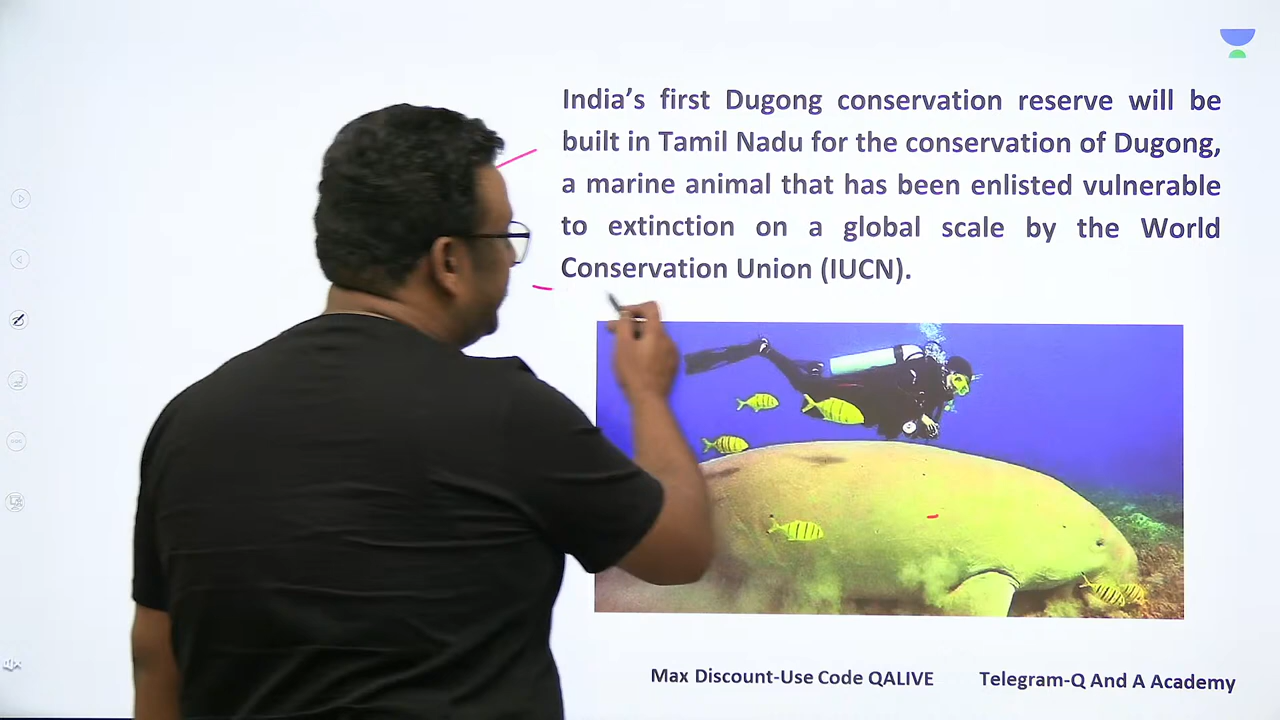 India's first Dugong conservation reserve will be
built in Tamil Nadu for the conservation of Dugong,
a marine animal that has been enlisted vulnerable
to extinction on a global scale by the World
Conservation Union (IUCN).
Max Discount-Use Code QALIVE
Telegram-Q And A Academy